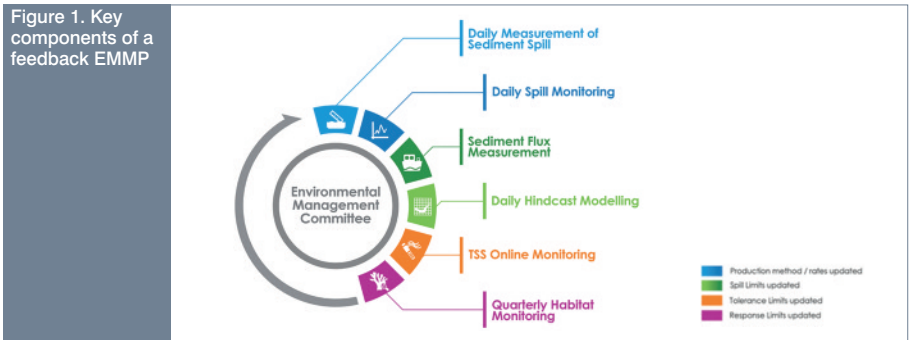 Figure 1. Key
components of a
feedback EMMP
Daily Measurement of
Sediment Spill
Daily Spill Monitoring
Sediment Flux
Measurement
Environmental
Management
Committee
Daily Hindcast Modelling
TSS Online Monitoring
Quarterly Habitat
Monitoring
Production method / rates updated
Spill Limits updated
Tolerance Limits updated
Response Limits updated